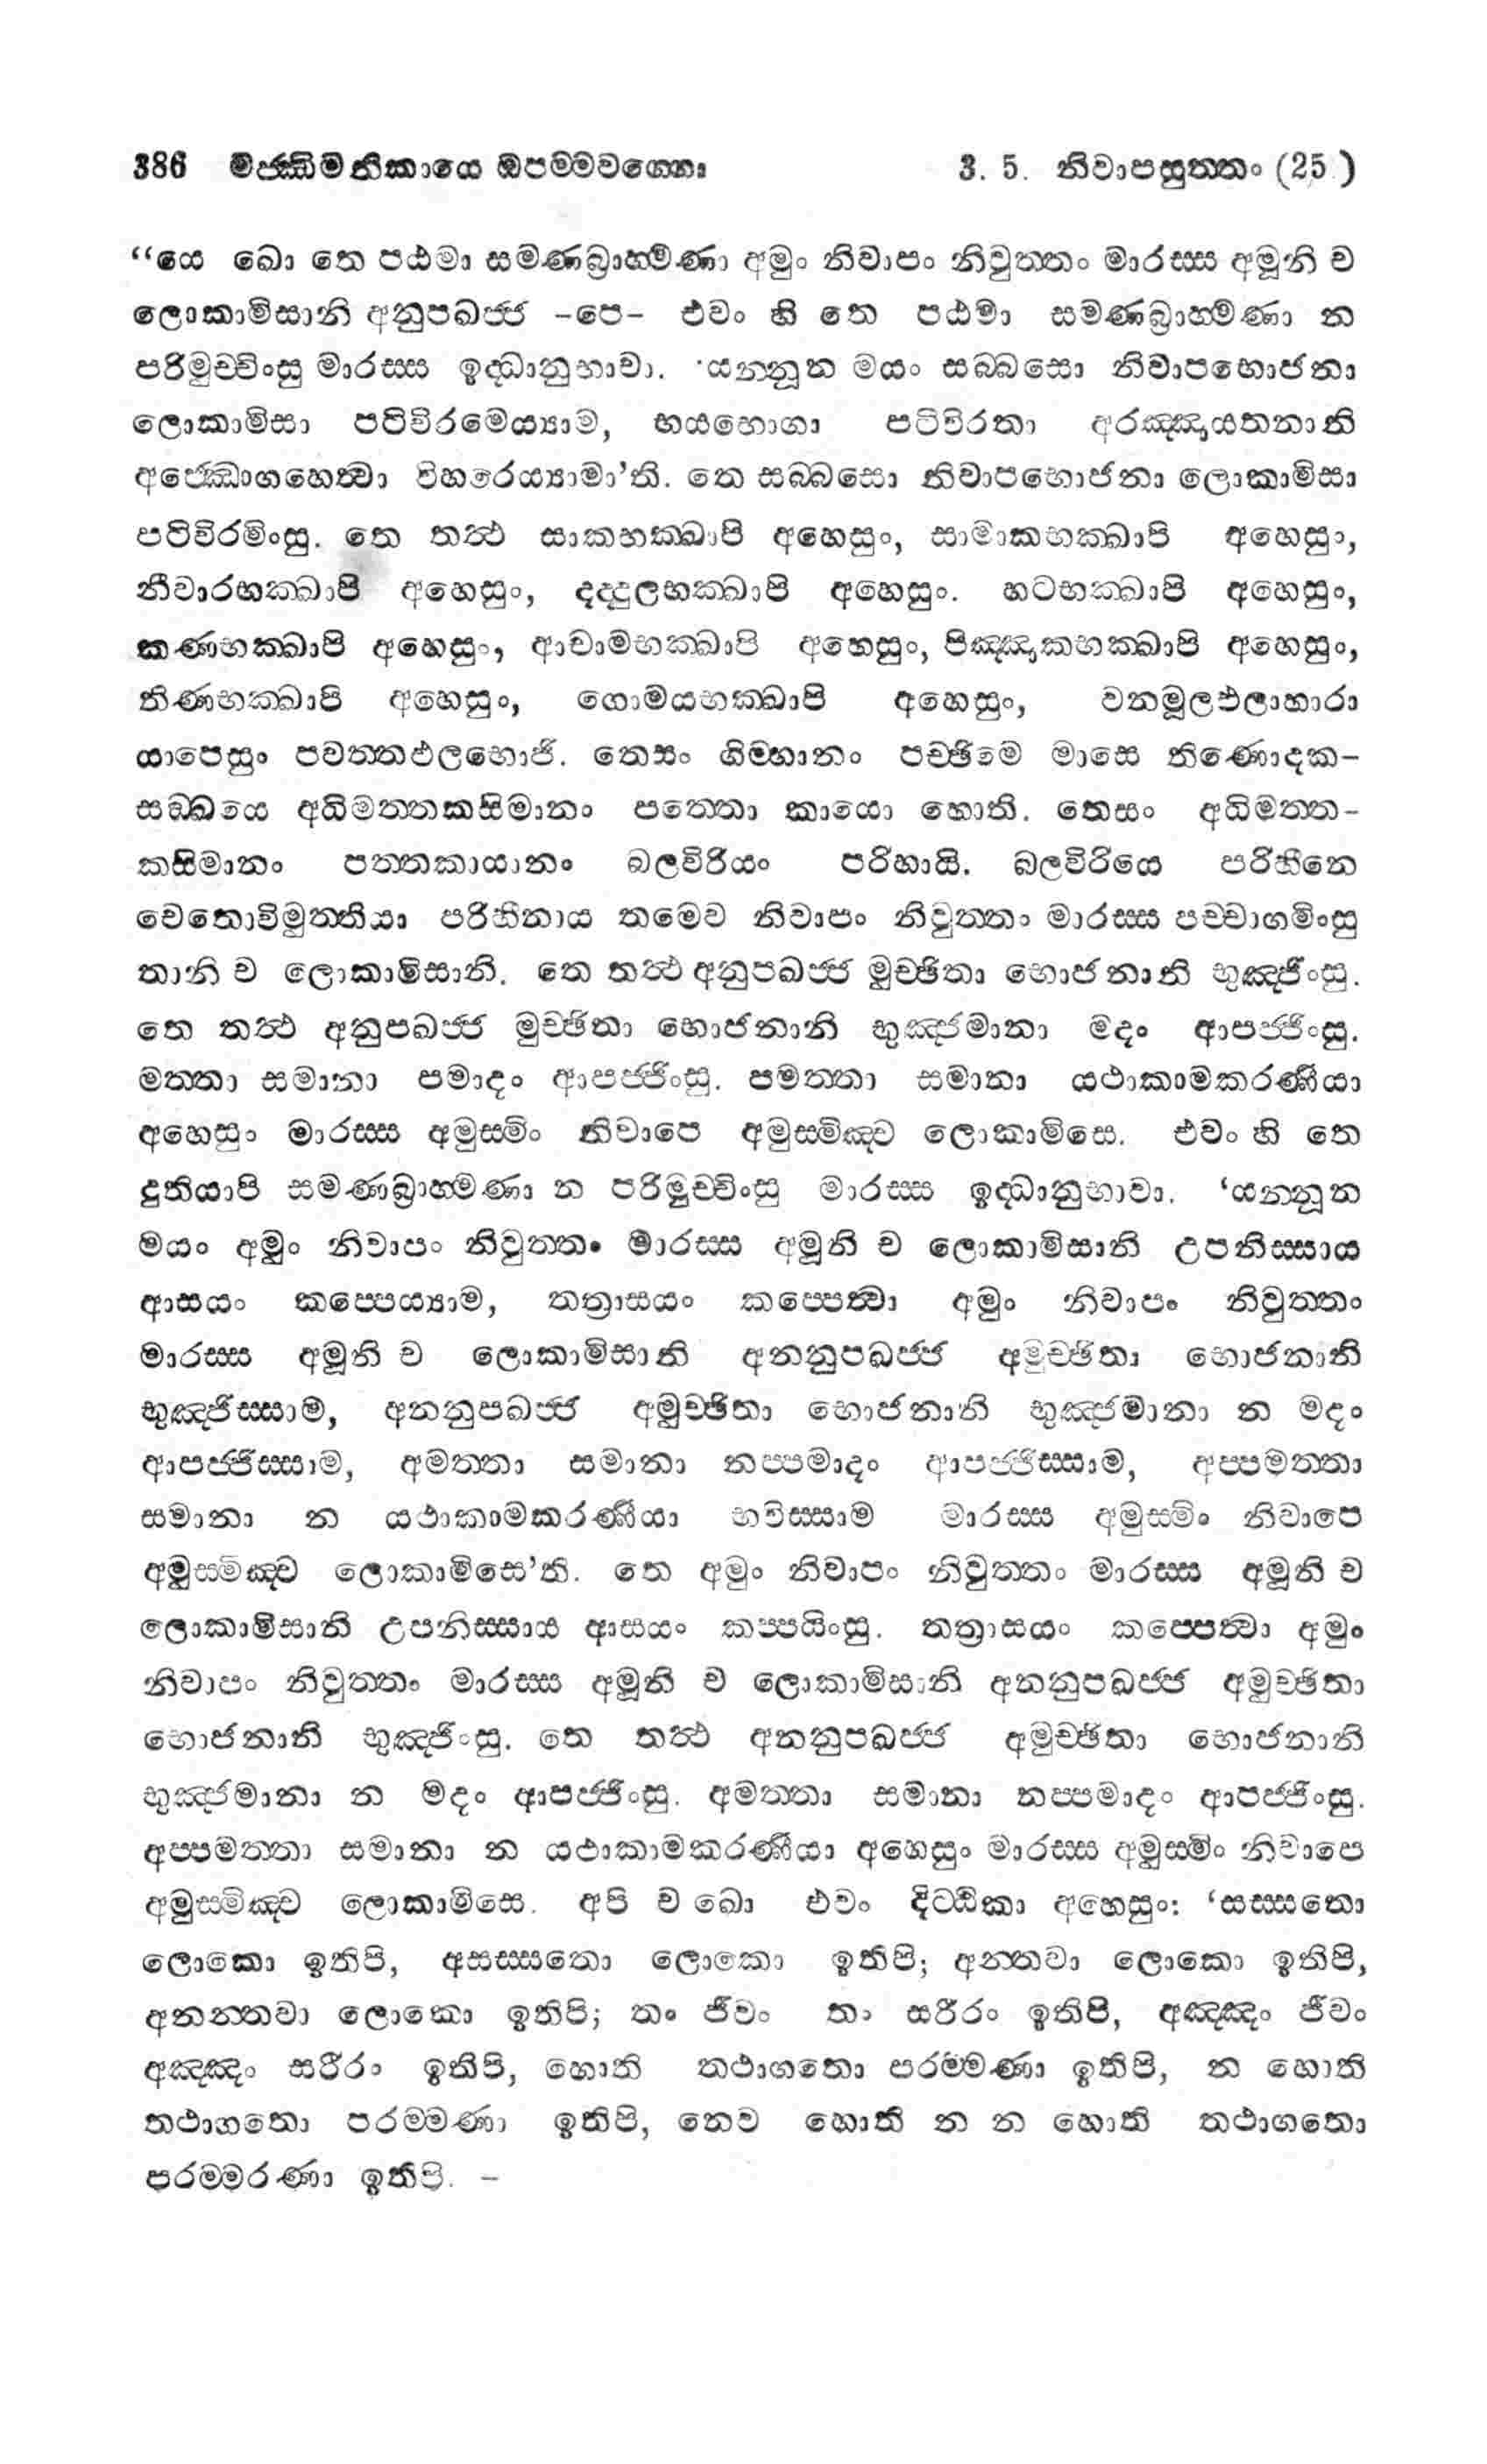 386 මජ්ඣිමනිකායෙ ඔපම්මවග්ගො 3. 5. නිවාපසුත්තං (25)
“යෙ ඛො තෙ පඨමා සමණබ්‍රාහ්මණා අමුං නිවාපං නිවුත්තං මාරස්ස අමූනි ච
ලොකාමිසානි අනුපඛජ්ජ -පෙ- එවං හි තෙ පඨමා සමණබ්‍රාහ්මණා න
පරිමුච්චිංසු මාරස්ස ඉද්ධානුභාවා. ‘යන්නූන මයං සබ්බසො නිවාපභොජනා
ලොකාමිසා පටිවිරමෙය්‍යාම, භයභොගා පටිවිරතා අරඤ්ඤායතනානි
අජ්ඣොගහෙත්වා විහරෙය්‍යාමා’ති. තෙ සබ්බසො නිවාපභොජනා ලොකාමිසා
පටිවිරමිංසු. තෙ තත්‍ථ සාකභක්ඛාපි අහෙසුං, සාමාකභක්ඛාපි අහෙසුං,
නීවාරභක්ඛාපි අහෙසුං, දද්දුලභක්ඛාපි අහෙසුං. හටභක්ඛාපි අහෙසුං,
කණභක්ඛාපි අහෙසුං, ආචාමභක්ඛාපි අහෙසුං, පිඤ්ඤාකභක්ඛාපි අහෙසුං,
තිණභක්ඛාපි අහෙසුං, ගොමයභක්ඛාපි අහෙසුං, වනමූලඵලාහාරා
යාපෙසුං පවත්තඵලභොජී. තෙසං ගිම්හානං පච්ඡිමෙ මාසෙ තිණොදක-
සඞ්ඛයෙ අධිමත්තකසිමානං පත්තො කායො හොති. තෙසං අධිමත්ත-
කසිමානං පත්තකායානං බලවිරියං පරිහායි. බලවිරියෙ පරිහීනෙ
චෙතොවිමුත්තියා පරිහීනාය තමෙව නිවාපං නිවුත්තං මාරස්ස පච්චාගමිංසු
තානි ච ලොකාමිසානි. තෙ තත්‍ථ අනුපඛජ්ජ මුච්ඡිතා භොජනානි භුඤ්ජිංසු.
තෙ තත්‍ථ අනුපඛජ්ජ මුච්ඡිතා භොජනානි භුඤ්ජමානා මදං ආපජ්ජිංසු.
මත්තා සමානා පමාදං ආපජ්ජිංසු. පමත්තා සමානා යථාකාමකරණීයා
අහෙසුං මාරස්ස අමුස්මිං නිවාපෙ අමුස්මිඤ්ච ලොකාමිසෙ. එවං හි තෙ
දුතියාපි සමණබ්‍රාහ්මණා න පරිමුච්චිංසු මාරස්ස ඉද්ධානුභාවා. ‘යන්නූන
මයං අමුං නිවාපං නිවුත්තං මාරස්ස අමූනි ච ලොකාමිසානි උපනිස්සාය
ආසයං කප්පෙය්‍යාම, තත්‍රාසයං කප්පෙත්වා අමුං නිවාපං නිවුත්තං
මාරස්ස අමූනි ච ලොකාමිසානි අනනුපඛජ්ජ අමුච්ඡිතා භොජනානි
භුඤ්ජිස්සාම, අනනුපඛජ්ජ අමුච්ඡිතා භොජනානි භුඤ්ජමානා න මදං
ආපජ්ජිස්සාම, අමත්තා සමානා නප්පමාදං ආපජ්ජිස්සාම, අප්පමත්තා
සමානා න යථාකාමකරණීයා භවිස්සාම මාරස්ස අමුස්මිං නිවාපෙ
අමුස්මිඤ්ච ලොකාමිසෙ’ති. තෙ අමුං නිවාපං නිවුත්තං මාරස්ස අමූනි ච
ලොකාමිසානි උපනිස්සාය ආසයං කප්පයිංසු. තත්‍රාසයං කප්පෙත්වා අමුං
නිවාපං නිවුත්තං මාරස්ස අමූනි ච ලොකාමිසානි අනනුපඛජ්ජ අමුච්ඡිතා
භොජනානි භුඤ්ජිංසු. තෙ තත්‍ථ අනනුපඛජ්ජ අමුච්ඡිතා භොජනානි
භුඤ්ජමානා න මදං ආපජ්ජිංසු. අමත්තා සමානා නප්පමාදං ආපජ්ජිංසු.
අප්පමත්තා සමානා න යථාකාමකරණීයා අහෙසුං මාරස්ස අමුස්මිං නිවාපෙ
අමුස්මිඤ්ච ලොකාමිසෙ. අපි ච ඛො එවං දිට්ඨිකා අහෙසුං: ‘සස්සතො
ලොකො ඉතිපි, අසස්සතො ලොකො ඉතිපි; අන්තවා ලොකො ඉතිපි,
අනන්තවා ලොකො ඉතිපි; තං ජීවං තං සරීරං ඉතිපි, අඤ්ඤං ජීවං
අඤ්ඤං සරීරං ඉතිපි, හොති තථාගතො පරම්මණා ඉතිපි, න හොති
තථාගතො පරම්මණා ඉතිපි, නෙව හොති න න හොති තථාගතො
පරම්මරණා ඉතිපි. -